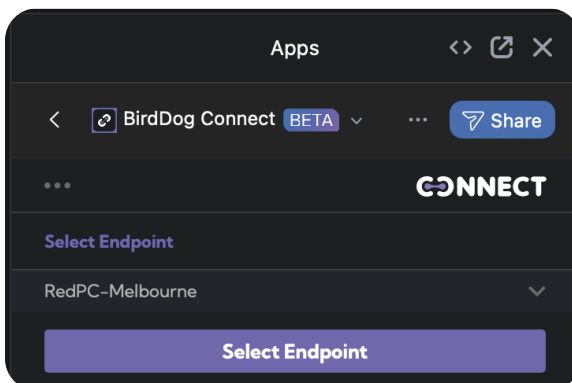 Apps
BirdDog Connect BETA
Share
CONNECT
Select Endpoint
RedPC-Melbourne
Select Endpoint